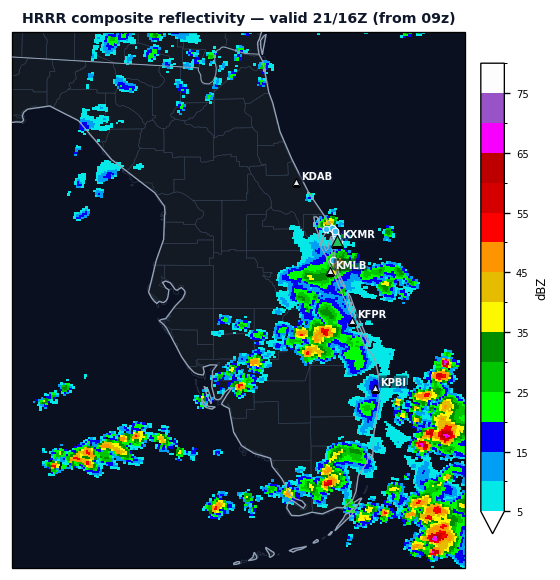 HRRR composite reflectivity — valid 21/16Z (from 09z)
KDAB
KXMR
KMLB
KFPR
KPBI
75
65
55
45
35
25
15
5
dBZ